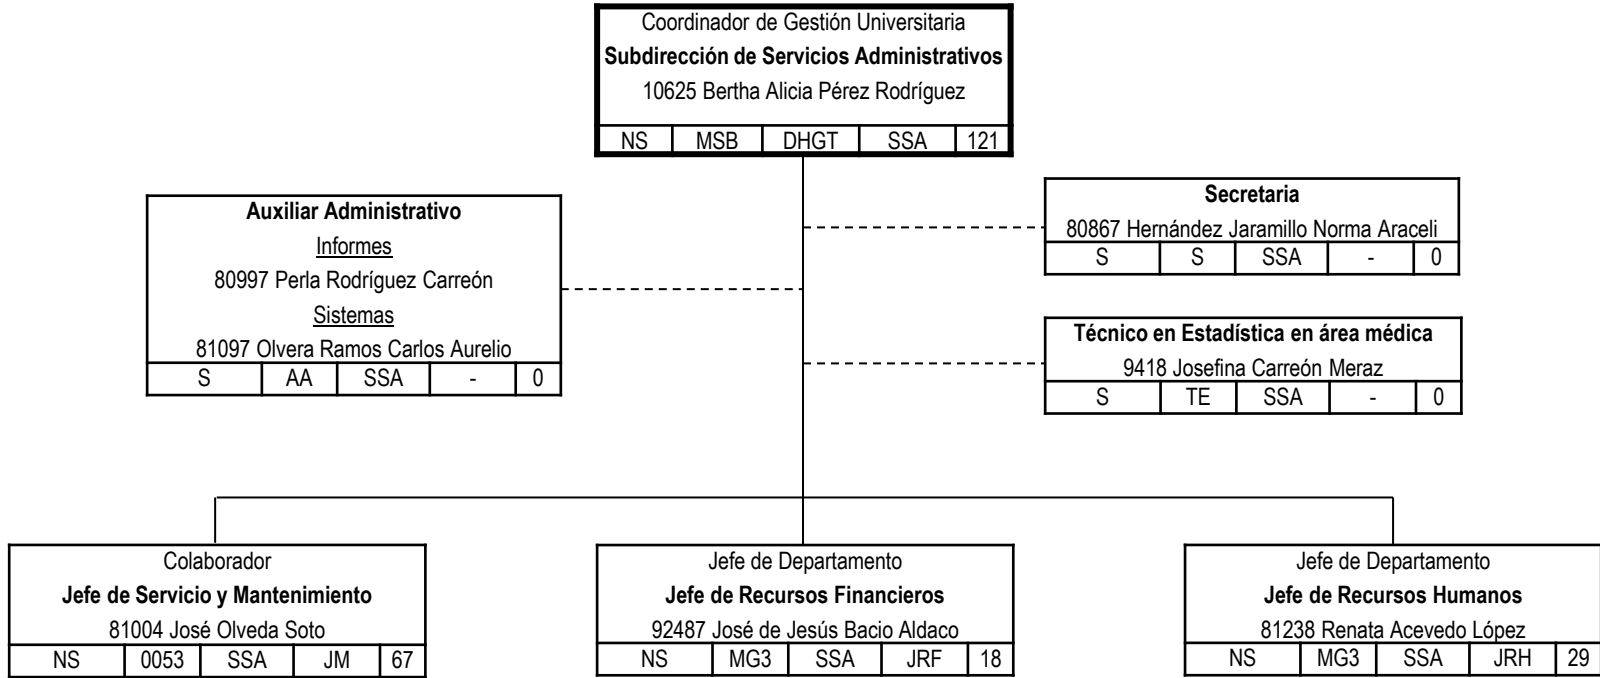 Coordinador de Gestión Universitaria
Subdirección de Servicios Administrativos
10625 Bertha Alicia Pérez Rodríguez
NS MSB DHGT SSA 121
Auxiliar Administrativo
Informes
80997 Perla Rodríguez Carreón
Sistemas
81097 Olvera Ramos Carlos Aurelio
S AA SSA - 0
Secretaria
80867 Hernández Jaramillo Norma Araceli
S S SSA - 0
Técnico en Estadística en área médica
9418 Josefina Carreón Meraz
S TE SSA - 0
Colaborador
Jefe de Servicio y Mantenimiento
81004 José Olveda Soto
NS 0053 SSA JM 67
Jefe de Departamento
Jefe de Recursos Financieros
92487 José de Jesús Bacio Aldaco
NS MG3 SSA JRF 18
Jefe de Departamento
Jefe de Recursos Humanos
81238 Renata Acevedo López
NS MG3 SSA JRH 29